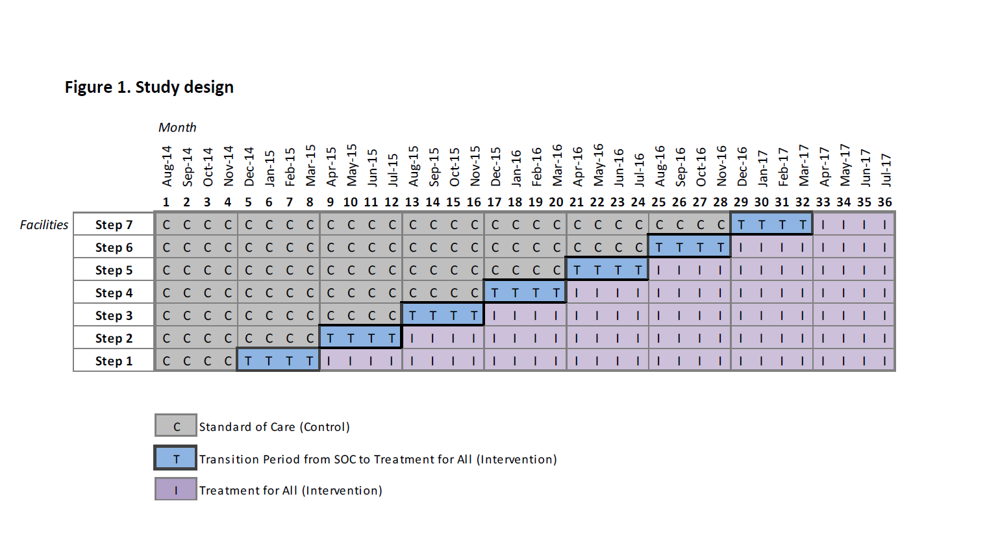 Figure 1. Study design
Month
Aug-14 Sep-14 Oct-14 Nov-14 Dec-14 Jan-15 Feb-15 Mar-15 Apr-15 May-15 Jun-15 Jul-15 Aug-15 Sep-15 Oct-15 Nov-15 Dec-15 Jan-16 Feb-16 Mar-16 Apr-16 May-16 Jun-16 Jul-16 Aug-16 Sep-16 Oct-16 Nov-16 Dec-16 Jan-17 Feb-17 Mar-17 Apr-17 May-17 Jun-17 Jul-17
1 2 3 4 5 6 7 8 9 10 11 12 13 14 15 16 17 18 19 20 21 22 23 24 25 26 27 28 29 30 31 32 33 34 35 36
Facilities Step 7 C C C C C C C C C C C C C C C C C C C C C C C C C C C C T T T T I I I I
Step 6 C C C C C C C C C C C C C C C C C C C C C C C C T T T T I I I I I I I I
Step 5 C C C C C C C C C C C C C C C C C C C C T T T T I I I I I I I I I I I I
Step 4 C C C C C C C C C C C C C C C C T T T T I I I I I I I I I I I I I I I I
Step 3 C C C C C C C C C C C C T T T T I I I I I I I I I I I I I I I I I I I I
Step 2 C C C C C C C C T T T T I I I I I I I I I I I I I I I I I I I I I I I I
Step 1 C C C C T T T T I I I I I I I I I I I I I I I I I I I I I I I I I I I I
C Standard of Care (Control)
T Transition Period from SOC to Treatment for All (Intervention)
I Treatment for All (Intervention)